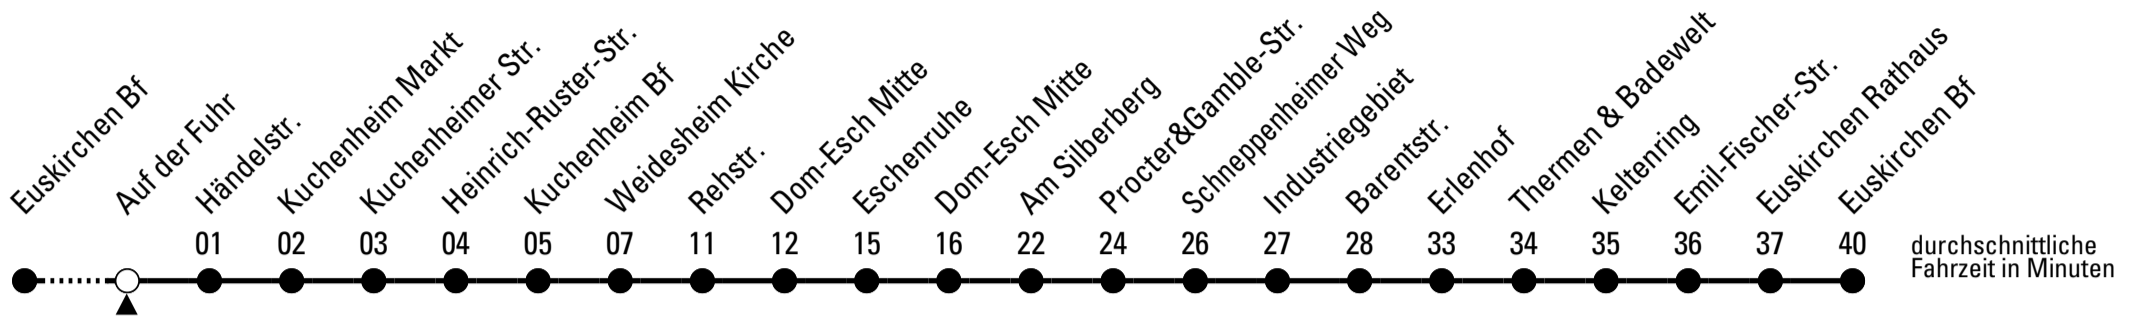 Euskirchen Bf
Auf der Fuhr
Händelstr.
Kuchenheim Markt
Kuchenheimer Str.
Heinrich-Ruster-Str.
Kuchenheim Bf
Weidesheim Kirche
Rehstr.
Dom-Esch Mitte
Eschenruhe
Dom-Esch Mitte
Am Silberberg
Procter&Gamble-Str.
Schneppenheimer Weg
Industriegebiet
Barentstr.
Erlenhof
Thermen & Badewelt
Keltenring
Emil-Fischer-Str.
Euskirchen Rathaus
Euskirchen Bf
01 02 03 04 05 07 11 12 15 16 22 24 26 27 28 33 34 35 36 37 40
durchschnittliche
Fahrzeit in Minuten